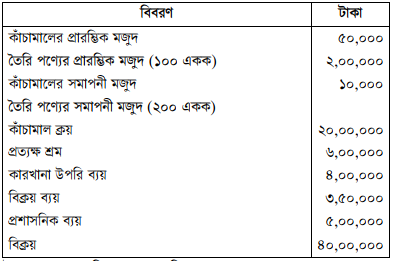 বিবরণ টাকা
কাঁচামালের প্রারম্ভিক মজুদ ৫০,০০০
তৈরি পণ্যের প্রারম্ভিক মজুদ (১০০ একক) ২,০০,০০০
কাঁচামালের সমাপনী মজুদ ১০,০০০
তৈরি পণ্যের সমাপনী মজুদ (২০০ একক)
কাঁচামাল ক্রয় ২০,০০,০০০
প্রত্যক্ষ শ্রম ৬,০০,০০০
কারখানা উপরি ব্যয় ৪,০০,০০০
বিক্রয় ব্যয় ৩,৫০,০০০
প্রশাসনিক ব্যয় ৫,০০,০০০
বিক্রয় ৪০,০০,০০০